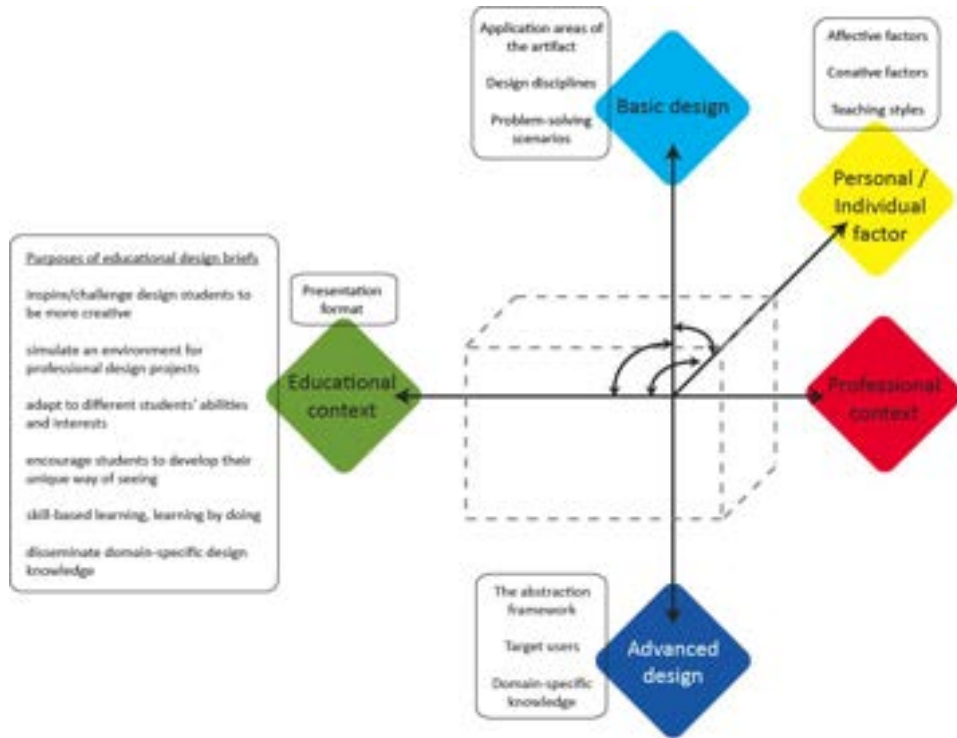 Application areas of
the artifact
Design disciplines
Problem-solving
scenarios
Basic design
Affective factors
Conative factors
Teaching styles
Personal /
Individual
factor
Purposes of educational design briefs
inspire/challenge design students to
be more creative
simulate an environment for
professional design projects
adapt to different students' abilities
and interests
encourage students to develop their
unique way of seeing
skill-based learning, learning by doing
disseminate domain-specific design
knowledge
Presentation
format
Educational
context
Professional
context
The abstraction
framework
Target users
Domain-specific
knowledge
Advanced
design